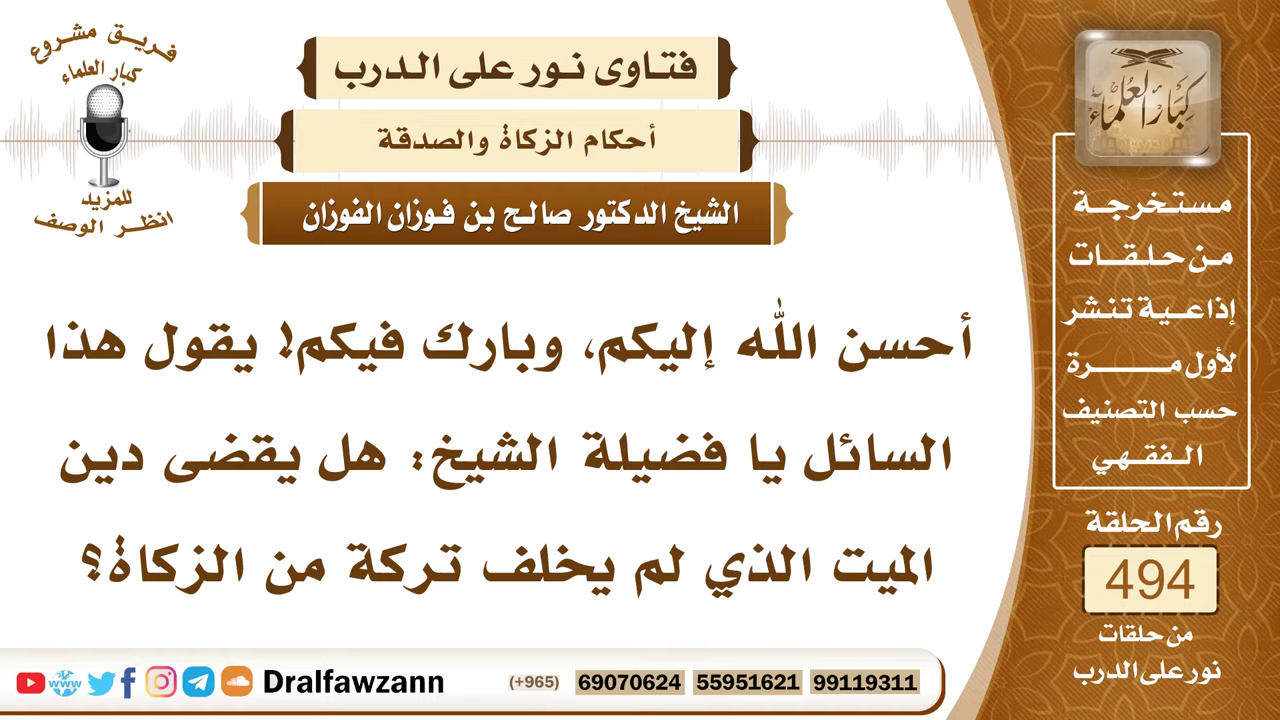 فريق مشروع
كبار العلماء
للمزيد
انظر الوصف
فتاوى نور على الدرب
أحكام الزكاة والصدقة
الشيخ الدكتور صالح بن فوزان الفوزان
أحسن الله إليكم، وبارك فيكم! يقول هذا
السائل يا فضيلة الشيخ: هل يقضى دين
الميت الذي لم يخلف تركة من الزكاة؟
كبار العلماء
مستخرجة
من حلقات
إذاعية تنشر
لأول مرة
حسب التصنيف
الفقهي
رقم الحلقة
494
من حلقات
نور على الدرب
www Dralfawzann (+965) 69070624 55951621 99119311